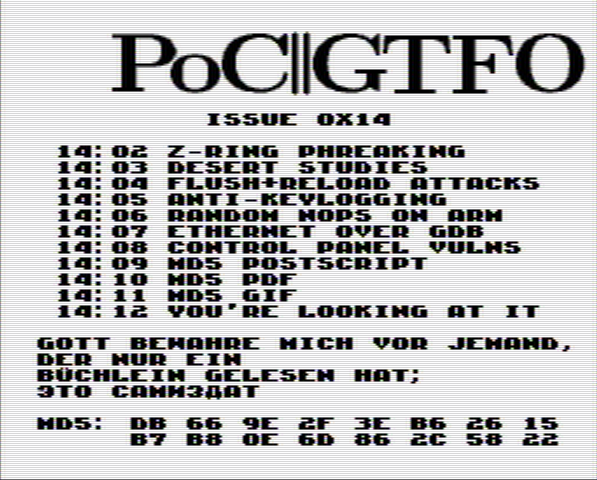 PoC||GTFO
ISSUE 0X14
14:02 Z-RING PHREAKING
14:03 DESERT STUDIES
14:04 FLUSH+RELOAD ATTACKS
14:05 ANTI-KEYLOGGING
14:06 RANDOM NOPS ON ARM
14:07 ETHERNET OVER GDB
14:08 CONTROL PANEL VULNS
14:09 MD5 POSTSCRIPT
14:10 MD5 PDF
14:11 MD5 GIF
14:12 YOU'RE LOOKING AT IT
GOTT BEWAHRE MICH VOR JEMAND,
DER NUR EIN
BÜCHLEIN GELESEN HAT;
ЭТО САМИЗДАТ
MD5: DB 66 9E 2F 3E B6 26 15
B7 B8 0E 6D 86 2C 58 22